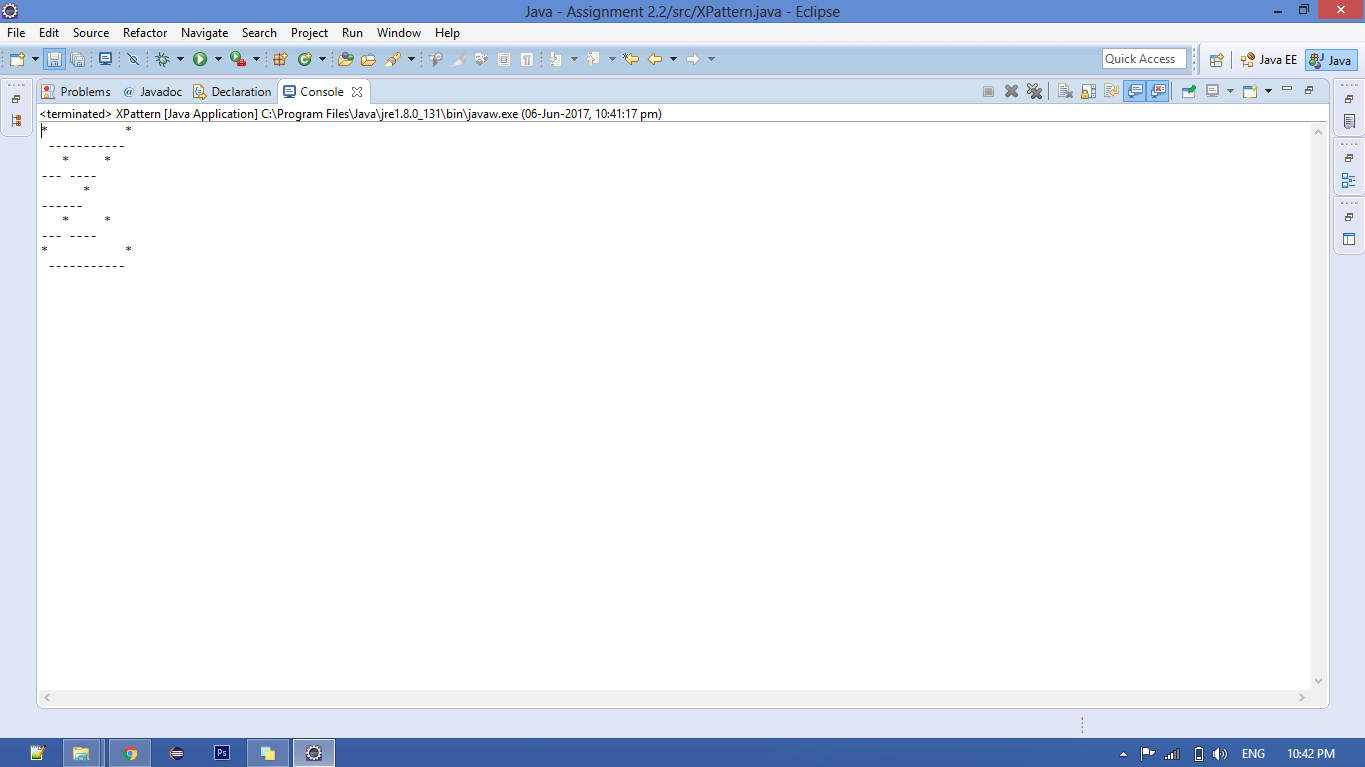 Java - Assignment 2.2/src/XPattern.java - Eclipse
File Edit Source Refactor Navigate Search Project Run Window Help
Quick Access Java EE Java
Problems @ Javadoc Declaration Console
<terminated> XPattern [Java Application] C:\Program Files\Java\jre1.8.0_131\bin\javaw.exe (06-Jun-2017, 10:41:17 pm)
*           *
 -----------
   *     *
--- ----
      *
------
   *     *
--- ----
*           *
 -----------
Ps ENG 10:42 PM